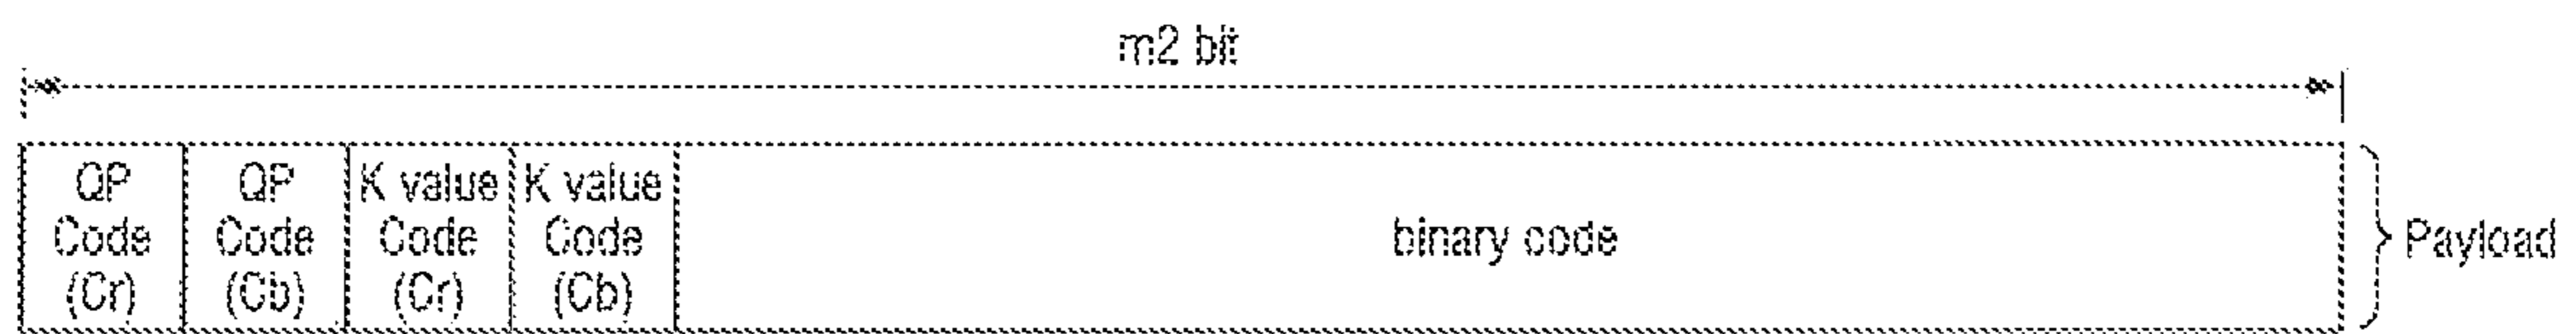 m2 bit
QP
Code
(Cr)
QP
Code
(Cb)
K value
Code
(Cr)
K value
Code
(Cb)
binary code
Payload